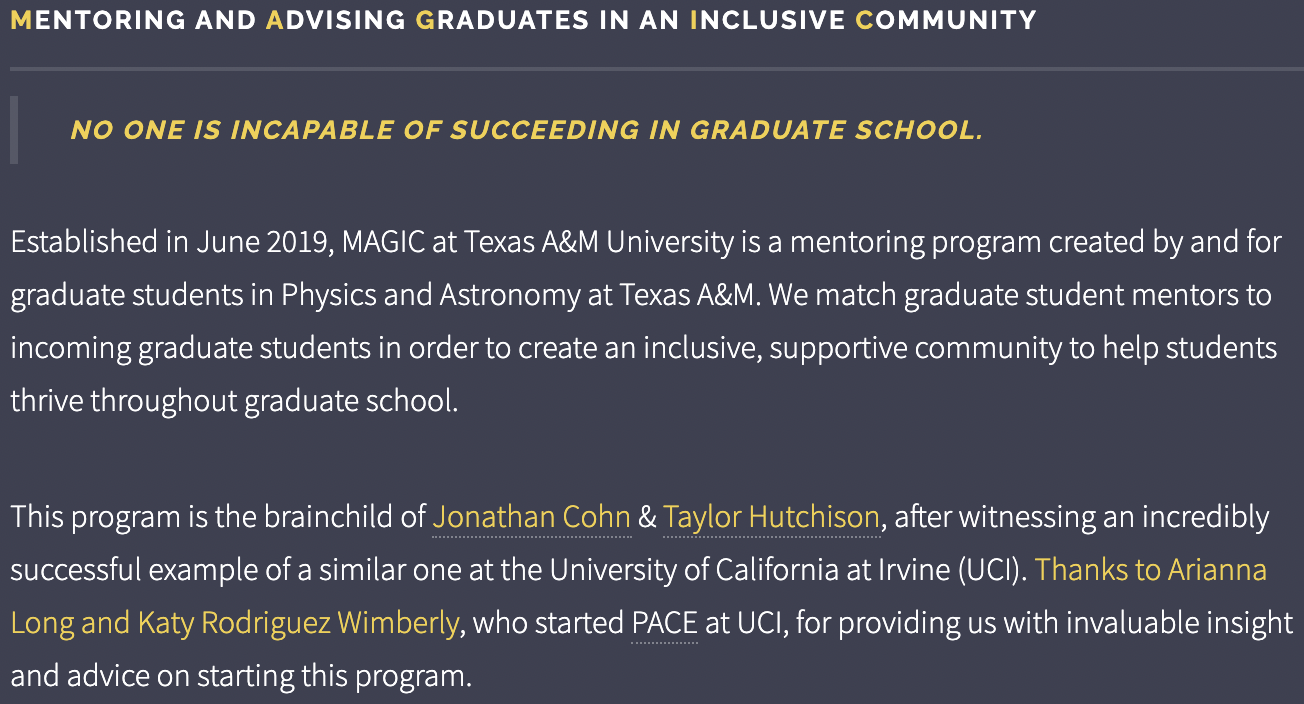 MENTORING AND ADVISING GRADUATES IN AN INCLUSIVE COMMUNITY
NO ONE IS INCAPABLE OF SUCCEEDING IN GRADUATE SCHOOL.
Established in June 2019, MAGIC at Texas A&M University is a mentoring program created by and for
graduate students in Physics and Astronomy at Texas A&M. We match graduate student mentors to
incoming graduate students in order to create an inclusive, supportive community to help students
thrive throughout graduate school.
This program is the brainchild of Jonathan Cohn & Taylor Hutchison, after witnessing an incredibly
successful example of a similar one at the University of California at Irvine (UCI). Thanks to Arianna
Long and Katy Rodriguez Wimberly, who started PACE at UCI, for providing us with invaluable insight
and advice on starting this program.